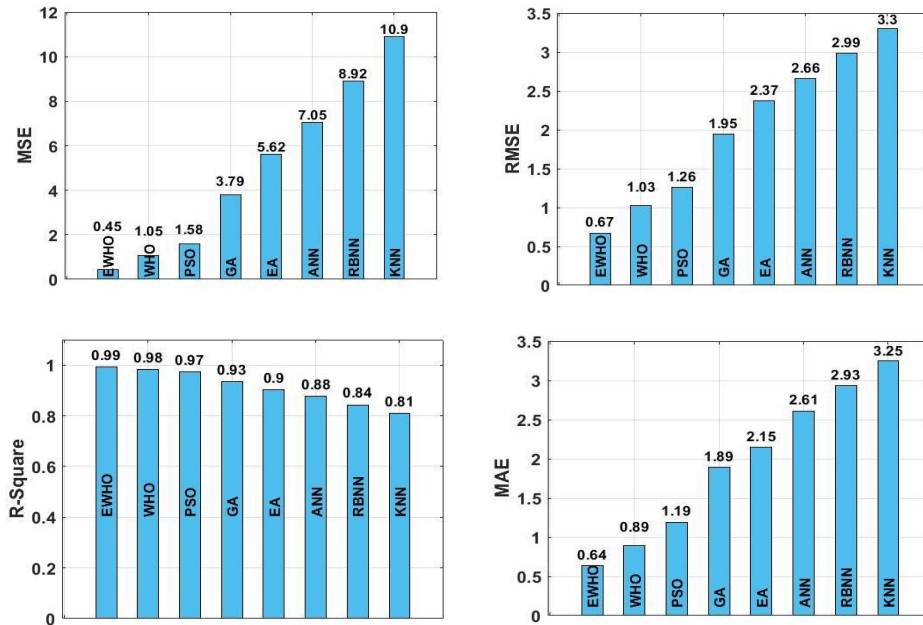 MSE
12
10
8
6
4
2
0
0.45
1.05
1.58
3.79
5.62
7.05
8.92
10.9
EWHO
WHO
PSO
GA
EA
ANN
RBNN
KNN
RMSE
3.5
3
2.5
2
1.5
1
0.5
0
0.67
1.03
1.26
1.95
2.37
2.66
2.99
3.3
EWHO
WHO
PSO
GA
EA
ANN
RBNN
KNN
R-Square
1
0.8
0.6
0.4
0.2
0
0.99
0.98
0.97
0.93
0.9
0.88
0.84
0.81
EWHO
WHO
PSO
GA
EA
ANN
RBNN
KNN
MAE
3.5
3
2.5
2
1.5
1
0.5
0
0.64
0.89
1.19
1.89
2.15
2.61
2.93
3.25
EWHO
WHO
PSO
GA
EA
ANN
RBNN
KNN